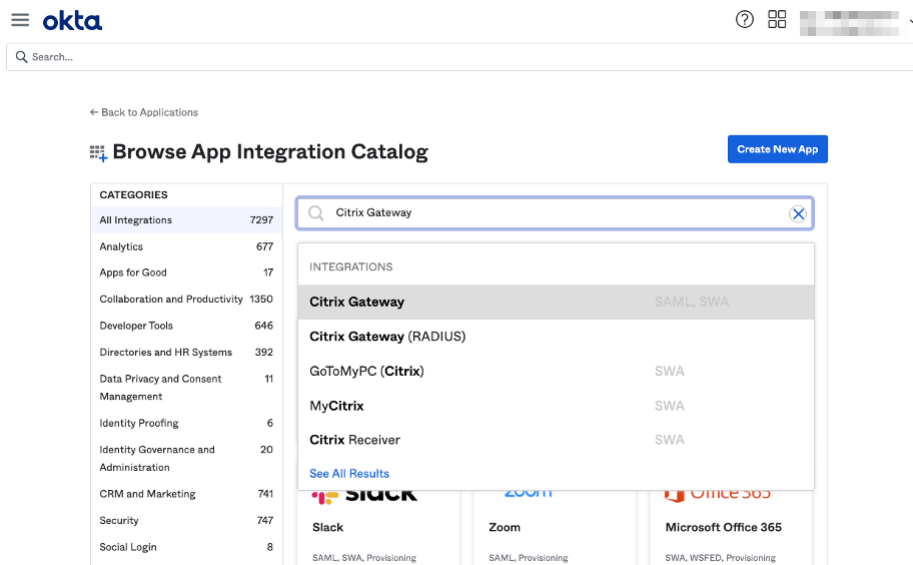 okta
Search...
← Back to Applications
Browse App Integration Catalog
Create New App
CATEGORIES
All Integrations 7297
Analytics 677
Apps for Good 17
Collaboration and Productivity 1350
Developer Tools 646
Directories and HR Systems 392
Data Privacy and Consent
Management 11
Identity Proofing 6
Identity Governance and
Administration 20
CRM and Marketing 741
Security 747
Social Login 8
Citrix Gateway
INTEGRATIONS
Citrix Gateway SAML, SWA
Citrix Gateway (RADIUS)
GoToMyPC (Citrix) SWA
MyCitrix SWA
Citrix Receiver SWA
See All Results
slack
zoom
Office 365
Slack
Zoom
Microsoft Office 365
SAML, SWA, Provisioning
SAML, Provisioning
SWA, WSFED, Provisioning